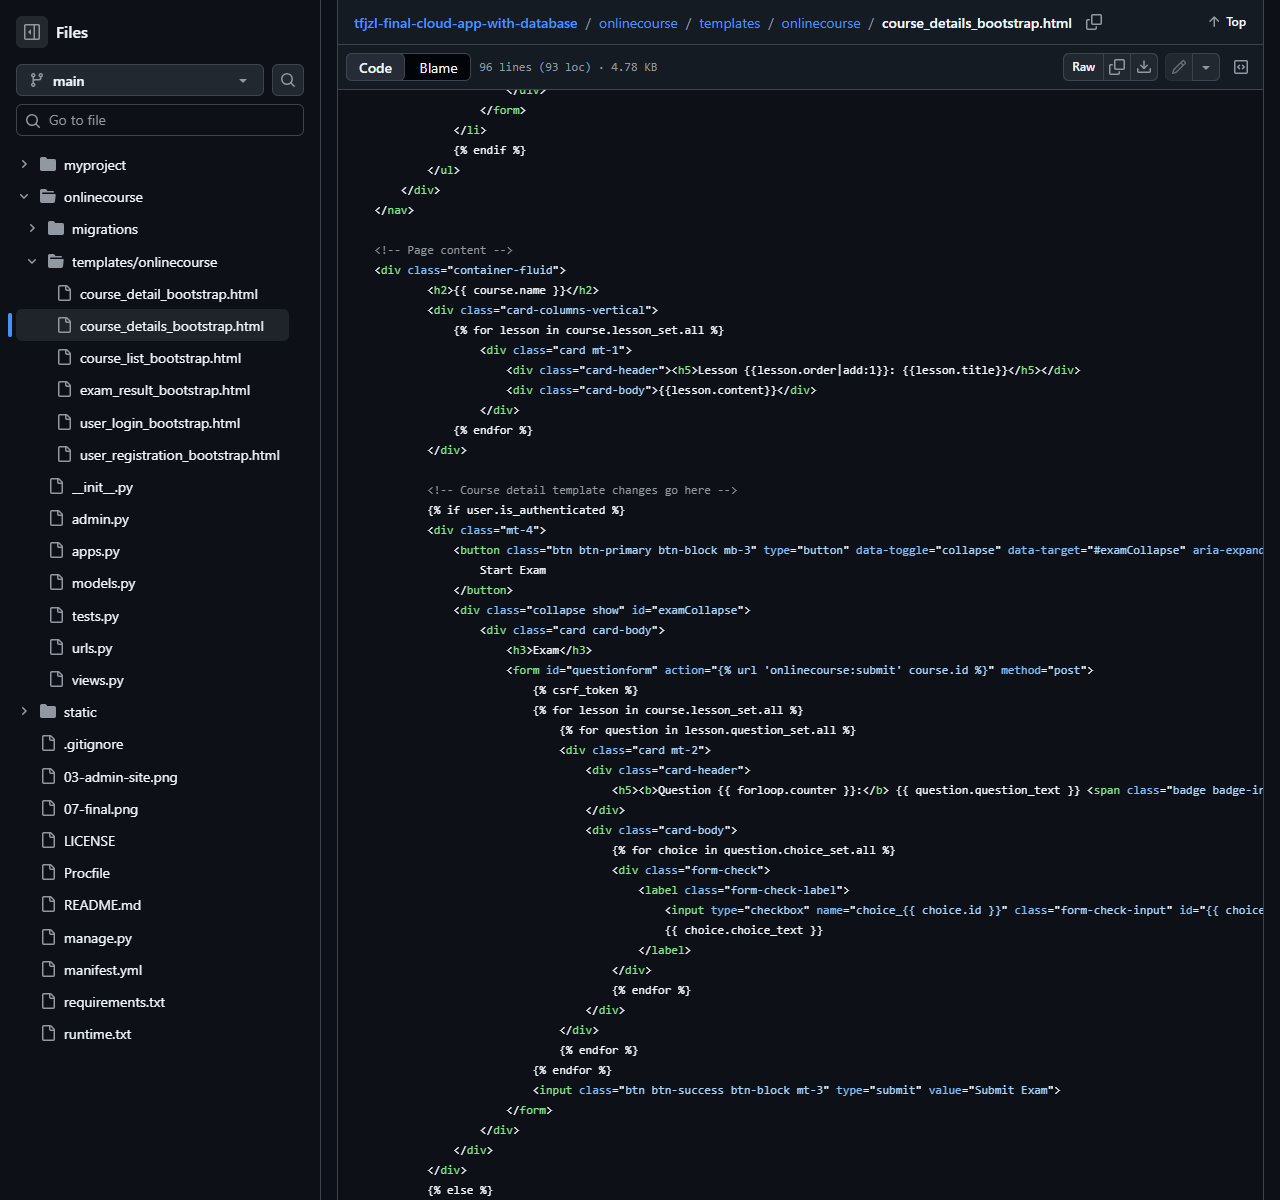 Files
main
Go to file
myproject
onlinecourse
migrations
templates/onlinecourse
course_detail_bootstrap.html
course_details_bootstrap.html
course_list_bootstrap.html
exam_result_bootstrap.html
user_login_bootstrap.html
user_registration_bootstrap.html
__init__.py
admin.py
apps.py
models.py
tests.py
urls.py
views.py
static
.gitignore
03-admin-site.png
07-final.png
LICENSE
Procfile
README.md
manage.py
manifest.yml
requirements.txt
runtime.txt
tfjzl-final-cloud-app-with-database / onlinecourse / templates / onlinecourse / course_details_bootstrap.html
Top
Code Blame 96 lines (93 loc) · 4.78 KB Raw
</div>
</form>
</li>
{% endif %}
</ul>
</div>
</nav>
<!-- Page content -->
<div class="container-fluid">
<h2>{{ course.name }}</h2>
<div class="card-columns-vertical">
{% for lesson in course.lesson_set.all %}
<div class="card mt-1">
<div class="card-header"><h5>Lesson {{lesson.order|add:1}}: {{lesson.title}}</h5></div>
<div class="card-body">{{lesson.content}}</div>
</div>
{% endfor %}
</div>
<!-- Course detail template changes go here -->
{% if user.is_authenticated %}
<div class="mt-4">
<button class="btn btn-primary btn-block mb-3" type="button" data-toggle="collapse" data-target="#examCollapse" aria-expand
Start Exam
</button>
<div class="collapse show" id="examCollapse">
<div class="card card-body">
<h3>Exam</h3>
<form id="questionform" action="{% url 'onlinecourse:submit' course.id %}" method="post">
{% csrf_token %}
{% for lesson in course.lesson_set.all %}
{% for question in lesson.question_set.all %}
<div class="card mt-2">
<div class="card-header">
<h5><b>Question {{ forloop.counter }}:</b> {{ question.question_text }} <span class="badge badge-in
</div>
<div class="card-body">
{% for choice in question.choice_set.all %}
<div class="form-check">
<label class="form-check-label">
<input type="checkbox" name="choice_{{ choice.id }}" class="form-check-input" id="{{ choice
{{ choice.choice_text }}
</label>
</div>
{% endfor %}
</div>
</div>
{% endfor %}
{% endfor %}
<input class="btn btn-success btn-block mt-3" type="submit" value="Submit Exam">
</form>
</div>
</div>
</div>
{% else %}